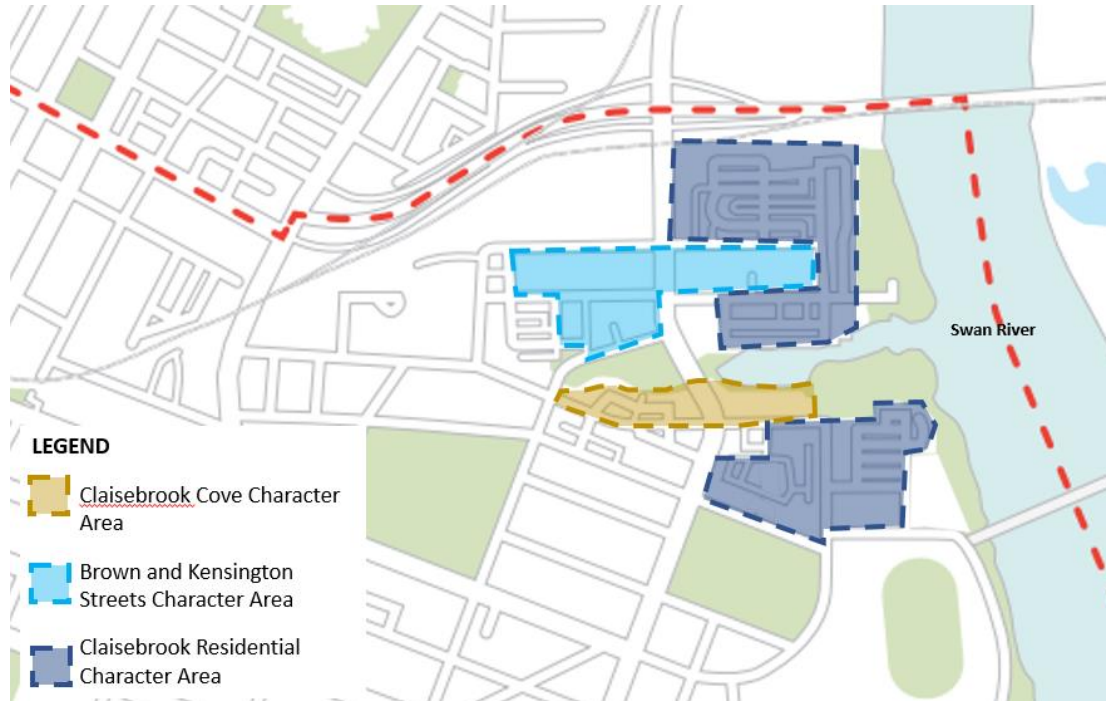 Swan River
LEGEND
Claisebrook Cove Character
Area
Brown and Kensington
Streets Character Area
Claisebrook Residential
Character Area